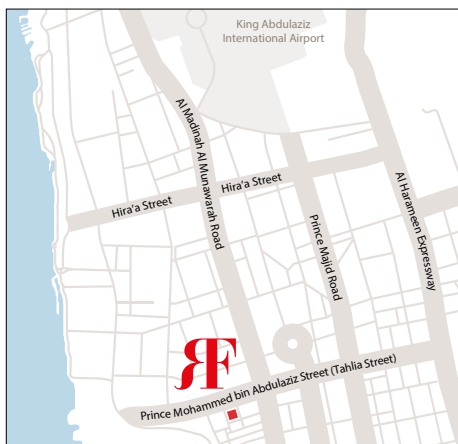 King Abdulaziz
International Airport
Al Madinah Al Munawarah Road
Hira'a Street
Hira'a Street
Al Harameen Expressway
Prince Majid Road
RF
Prince Mohammed bin Abdulaziz Street (Tahlia Street)